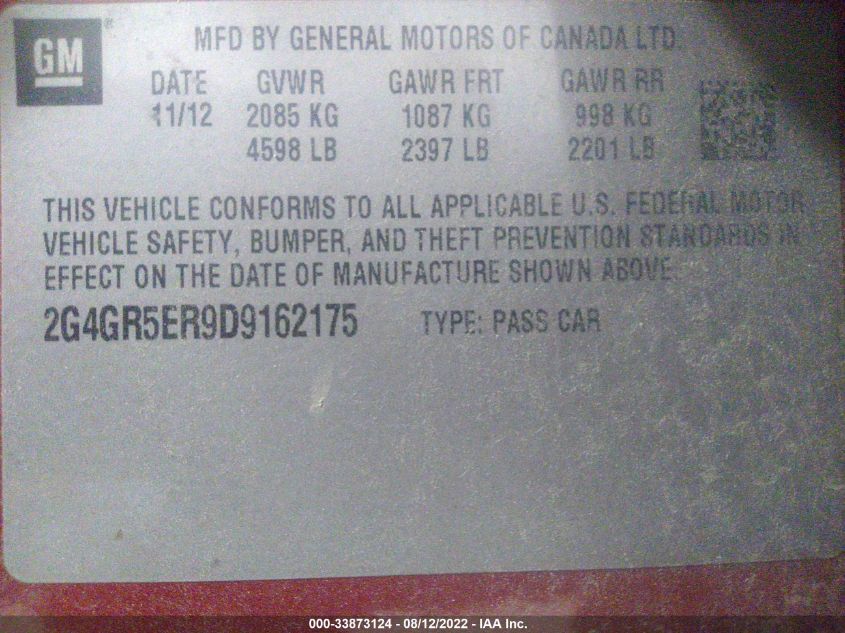 GM
MFD BY GENERAL MOTORS OF CANADA LTD.
DATE GVWR GAWR FRT GAWR RR
11/12 2085 KG 1087 KG 998 KG
4598 LB 2397 LB 2201 LB
THIS VEHICLE CONFORMS TO ALL APPLICABLE U.S. FEDERAL MOTOR
VEHICLE SAFETY, BUMPER, AND THEFT PREVENTION STANDARDS IN
EFFECT ON THE DATE OF MANUFACTURE SHOWN ABOVE.
2G4GR5ER9D9162175 TYPE: PASS CAR
000-33873124 - 08/12/2022 - IAA Inc.